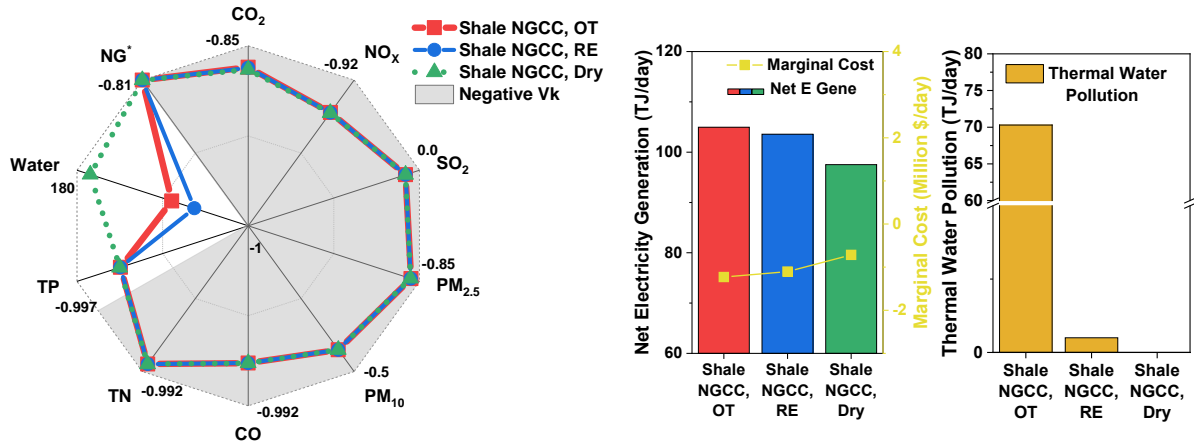 CO₂
-0.85
NOₓ
-0.92
0.0
SO₂
-0.85
PM₂.₅
-0.5
PM₁₀
-0.992
CO
-0.992
TN
-0.997
TP
180
Water
-0.81
NG*
-1
Shale NGCC, OT
Shale NGCC, RE
Shale NGCC, Dry
Negative Vk
Net Electricity Generation (TJ/day)
120
100
80
60
Marginal Cost
Net E Gene
4
2
0
-2
Marginal Cost (Million $/day)
Shale NGCC, OT
Shale NGCC, RE
Shale NGCC, Dry
Thermal Water Pollution (TJ/day)
80
75
70
65
60
0
Thermal Water
Pollution
Shale NGCC, OT
Shale NGCC, RE
Shale NGCC, Dry